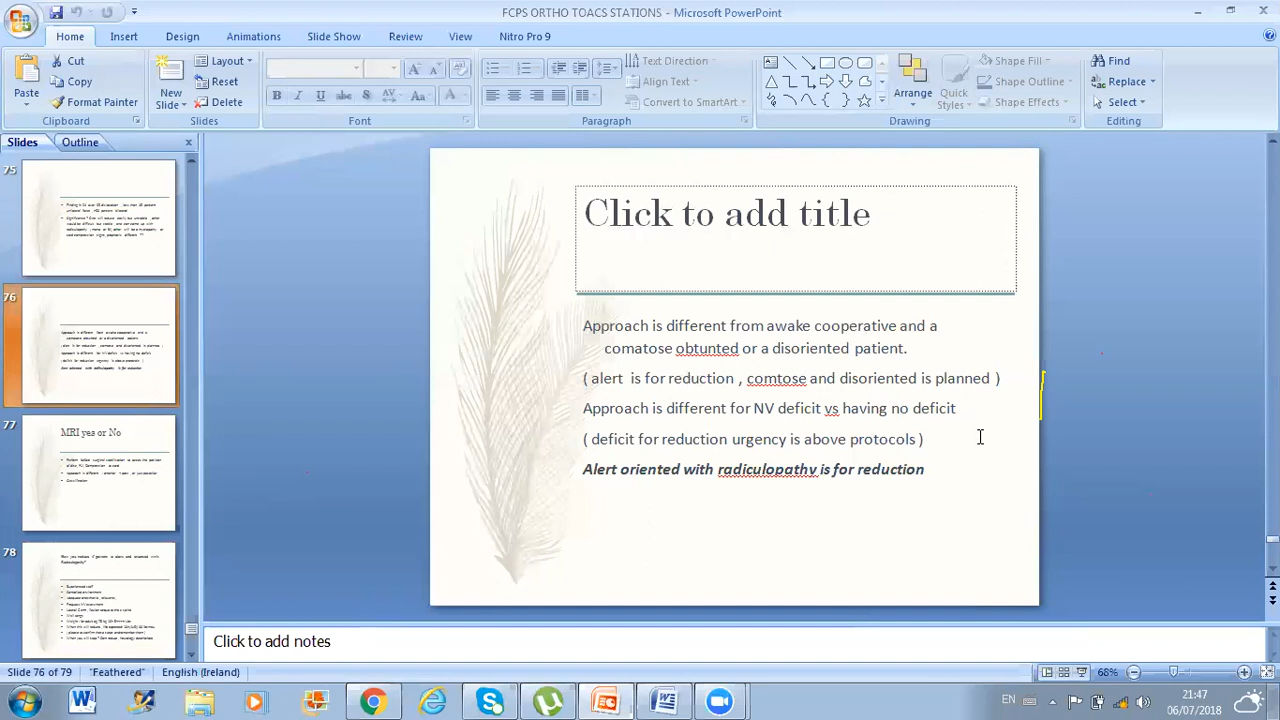 FCPS ORTHO TOACS STATIONS - Microsoft PowerPoint
Home Insert Design Animations Slide Show Review View Nitro Pro 9
Paste
Cut
Copy
Format Painter
Clipboard
New Slide
Layout
Reset
Delete
Slides
Font
Text Direction
Align Text
Convert to SmartArt
Paragraph
Arrange
Quick Styles
Shape Fill
Shape Outline
Shape Effects
Drawing
Find
Replace
Select
Editing
Slides Outline
75
76
77
MRI yes or No
78
Click to add title
Approach is different from awake cooperative and a
comatose obtunted or a disoriented patient.
( alert is for reduction , comtose and disoriented is planned )
Approach is different for NV deficit vs having no deficit
( deficit for reduction urgency is above protocols )
Alert oriented with radiculopathy is for reduction
Click to add notes
Slide 76 of 79 "Feathered" English (Ireland) 68%
EN 21:47
06/07/2018